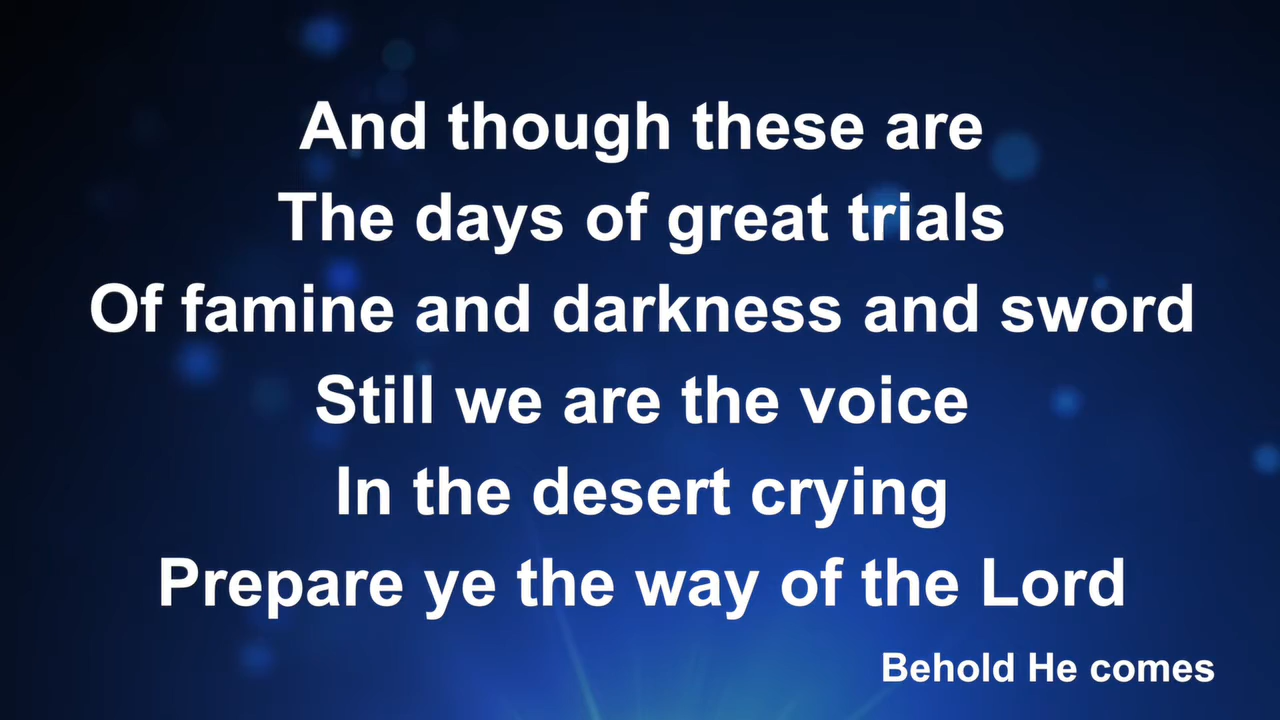 And though these are
The days of great trials
Of famine and darkness and sword
Still we are the voice
In the desert crying
Prepare ye the way of the Lord
Behold He comes